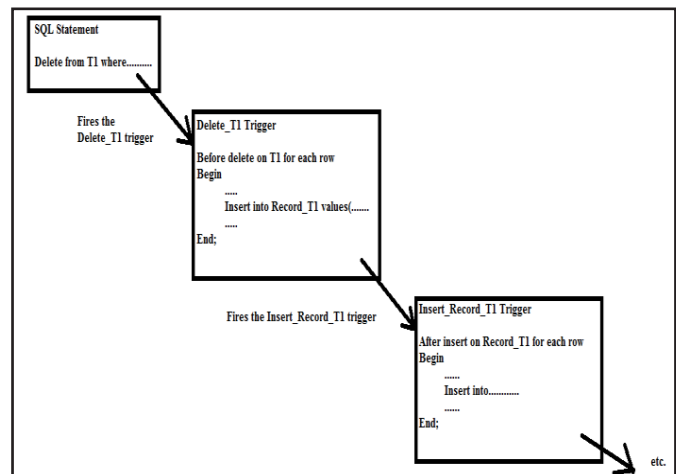 SQL Statement
Delete from T1 where..........
Fires the
Delete_T1 trigger
Delete_T1 Trigger
Before delete on T1 for each row
Begin
.....
Insert into Record_T1 values(.......
.....
End;
Fires the Insert_Record_T1 trigger
Insert_Record_T1 Trigger
After insert on Record_T1 for each row
Begin
......
Insert into............
......
End;
etc.